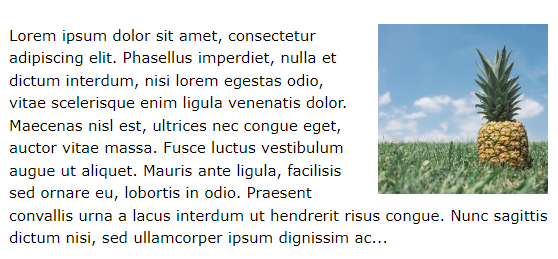 Lorem ipsum dolor sit amet, consectetur
adipiscing elit. Phasellus imperdiet, nulla et
dictum interdum, nisi lorem egestas odio,
vitae scelerisque enim ligula venenatis dolor.
Maecenas nisl est, ultrices nec congue eget,
auctor vitae massa. Fusce luctus vestibulum
augue ut aliquet. Mauris ante ligula, facilisis
sed ornare eu, lobortis in odio. Praesent
convallis urna a lacus interdum ut hendrerit risus congue. Nunc sagittis
dictum nisi, sed ullamcorper ipsum dignissim ac...